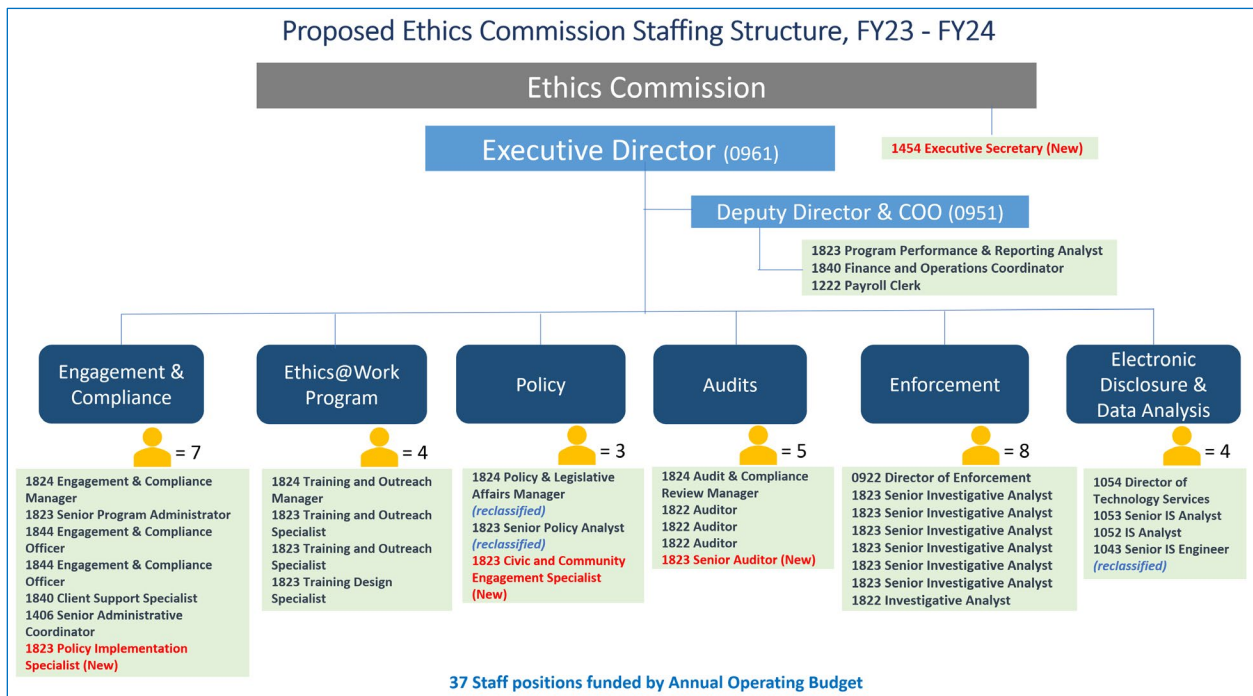 Proposed Ethics Commission Staffing Structure, FY23 - FY24
Ethics Commission
Executive Director (0961)
1454 Executive Secretary (New)
Deputy Director & COO (0951)
1823 Program Performance & Reporting Analyst
1840 Finance and Operations Coordinator
1222 Payroll Clerk
Engagement &
Compliance
= 7
1824 Engagement & Compliance
Manager
1823 Senior Program Administrator
1844 Engagement & Compliance
Officer
1844 Engagement & Compliance
Officer
1840 Client Support Specialist
1406 Senior Administrative
Coordinator
1823 Policy Implementation
Specialist (New)
Ethics@Work
Program
= 4
1824 Training and Outreach
Manager
1823 Training and Outreach
Specialist
1823 Training and Outreach
Specialist
1823 Training Design
Specialist
Policy
= 3
1824 Policy & Legislative
Affairs Manager
(reclassified)
1823 Senior Policy Analyst
(reclassified)
1823 Civic and Community
Engagement Specialist
(New)
Audits
= 5
1824 Audit & Compliance
Review Manager
1822 Auditor
1822 Auditor
1822 Auditor
1823 Senior Auditor (New)
Enforcement
= 8
0922 Director of Enforcement
1823 Senior Investigative Analyst
1823 Senior Investigative Analyst
1823 Senior Investigative Analyst
1823 Senior Investigative Analyst
1823 Senior Investigative Analyst
1823 Senior Investigative Analyst
1822 Investigative Analyst
Electronic
Disclosure &
Data Analysis
= 4
1054 Director of
Technology Services
1053 Senior IS Analyst
1052 IS Analyst
1043 Senior IS Engineer
(reclassified)
37 Staff positions funded by Annual Operating Budget